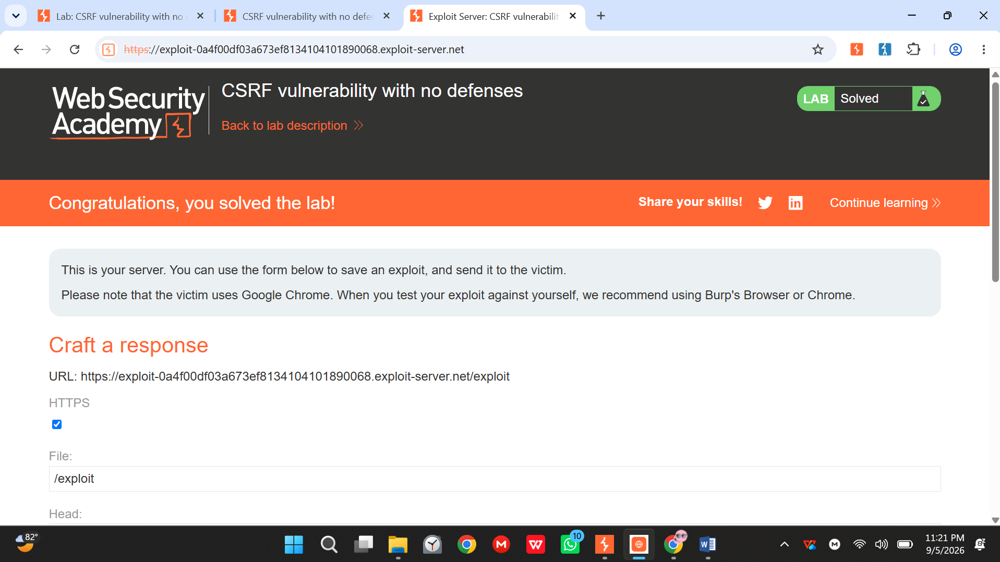 Lab: CSRF vulnerability with no
CSRF vulnerability with no defe
Exploit Server: CSRF vulnerabilit
https://exploit-0a4f00df03a673ef8134104101890068.exploit-server.net
Web Security
Academy
CSRF vulnerability with no defenses
Back to lab description
LAB Solved
Congratulations, you solved the lab!
Share your skills!
in
Continue learning
This is your server. You can use the form below to save an exploit, and send it to the victim.
Please note that the victim uses Google Chrome. When you test your exploit against yourself, we recommend using Burp's Browser or Chrome.
Craft a response
URL: https://exploit-0a4f00df03a673ef8134104101890068.exploit-server.net/exploit
HTTPS
File:
/exploit
Head:
82°
M
W
10
W
M
11:21 PM
9/5/2026